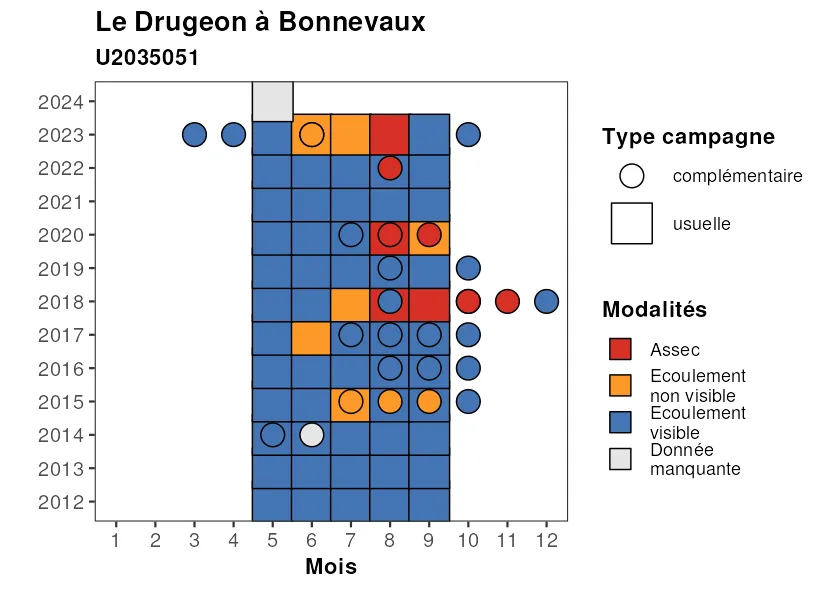 Le Drugeon à Bonnevaux
U2035051
2024
2023
2022
2021
2020
2019
2018
2017
2016
2015
2014
2013
2012
1 2 3 4 5 6 7 8 9 10 11 12
Mois
Type campagne
complémentaire
usuelle
Modalités
Assec
Ecoulement
non visible
Ecoulement
visible
Donnée
manquante